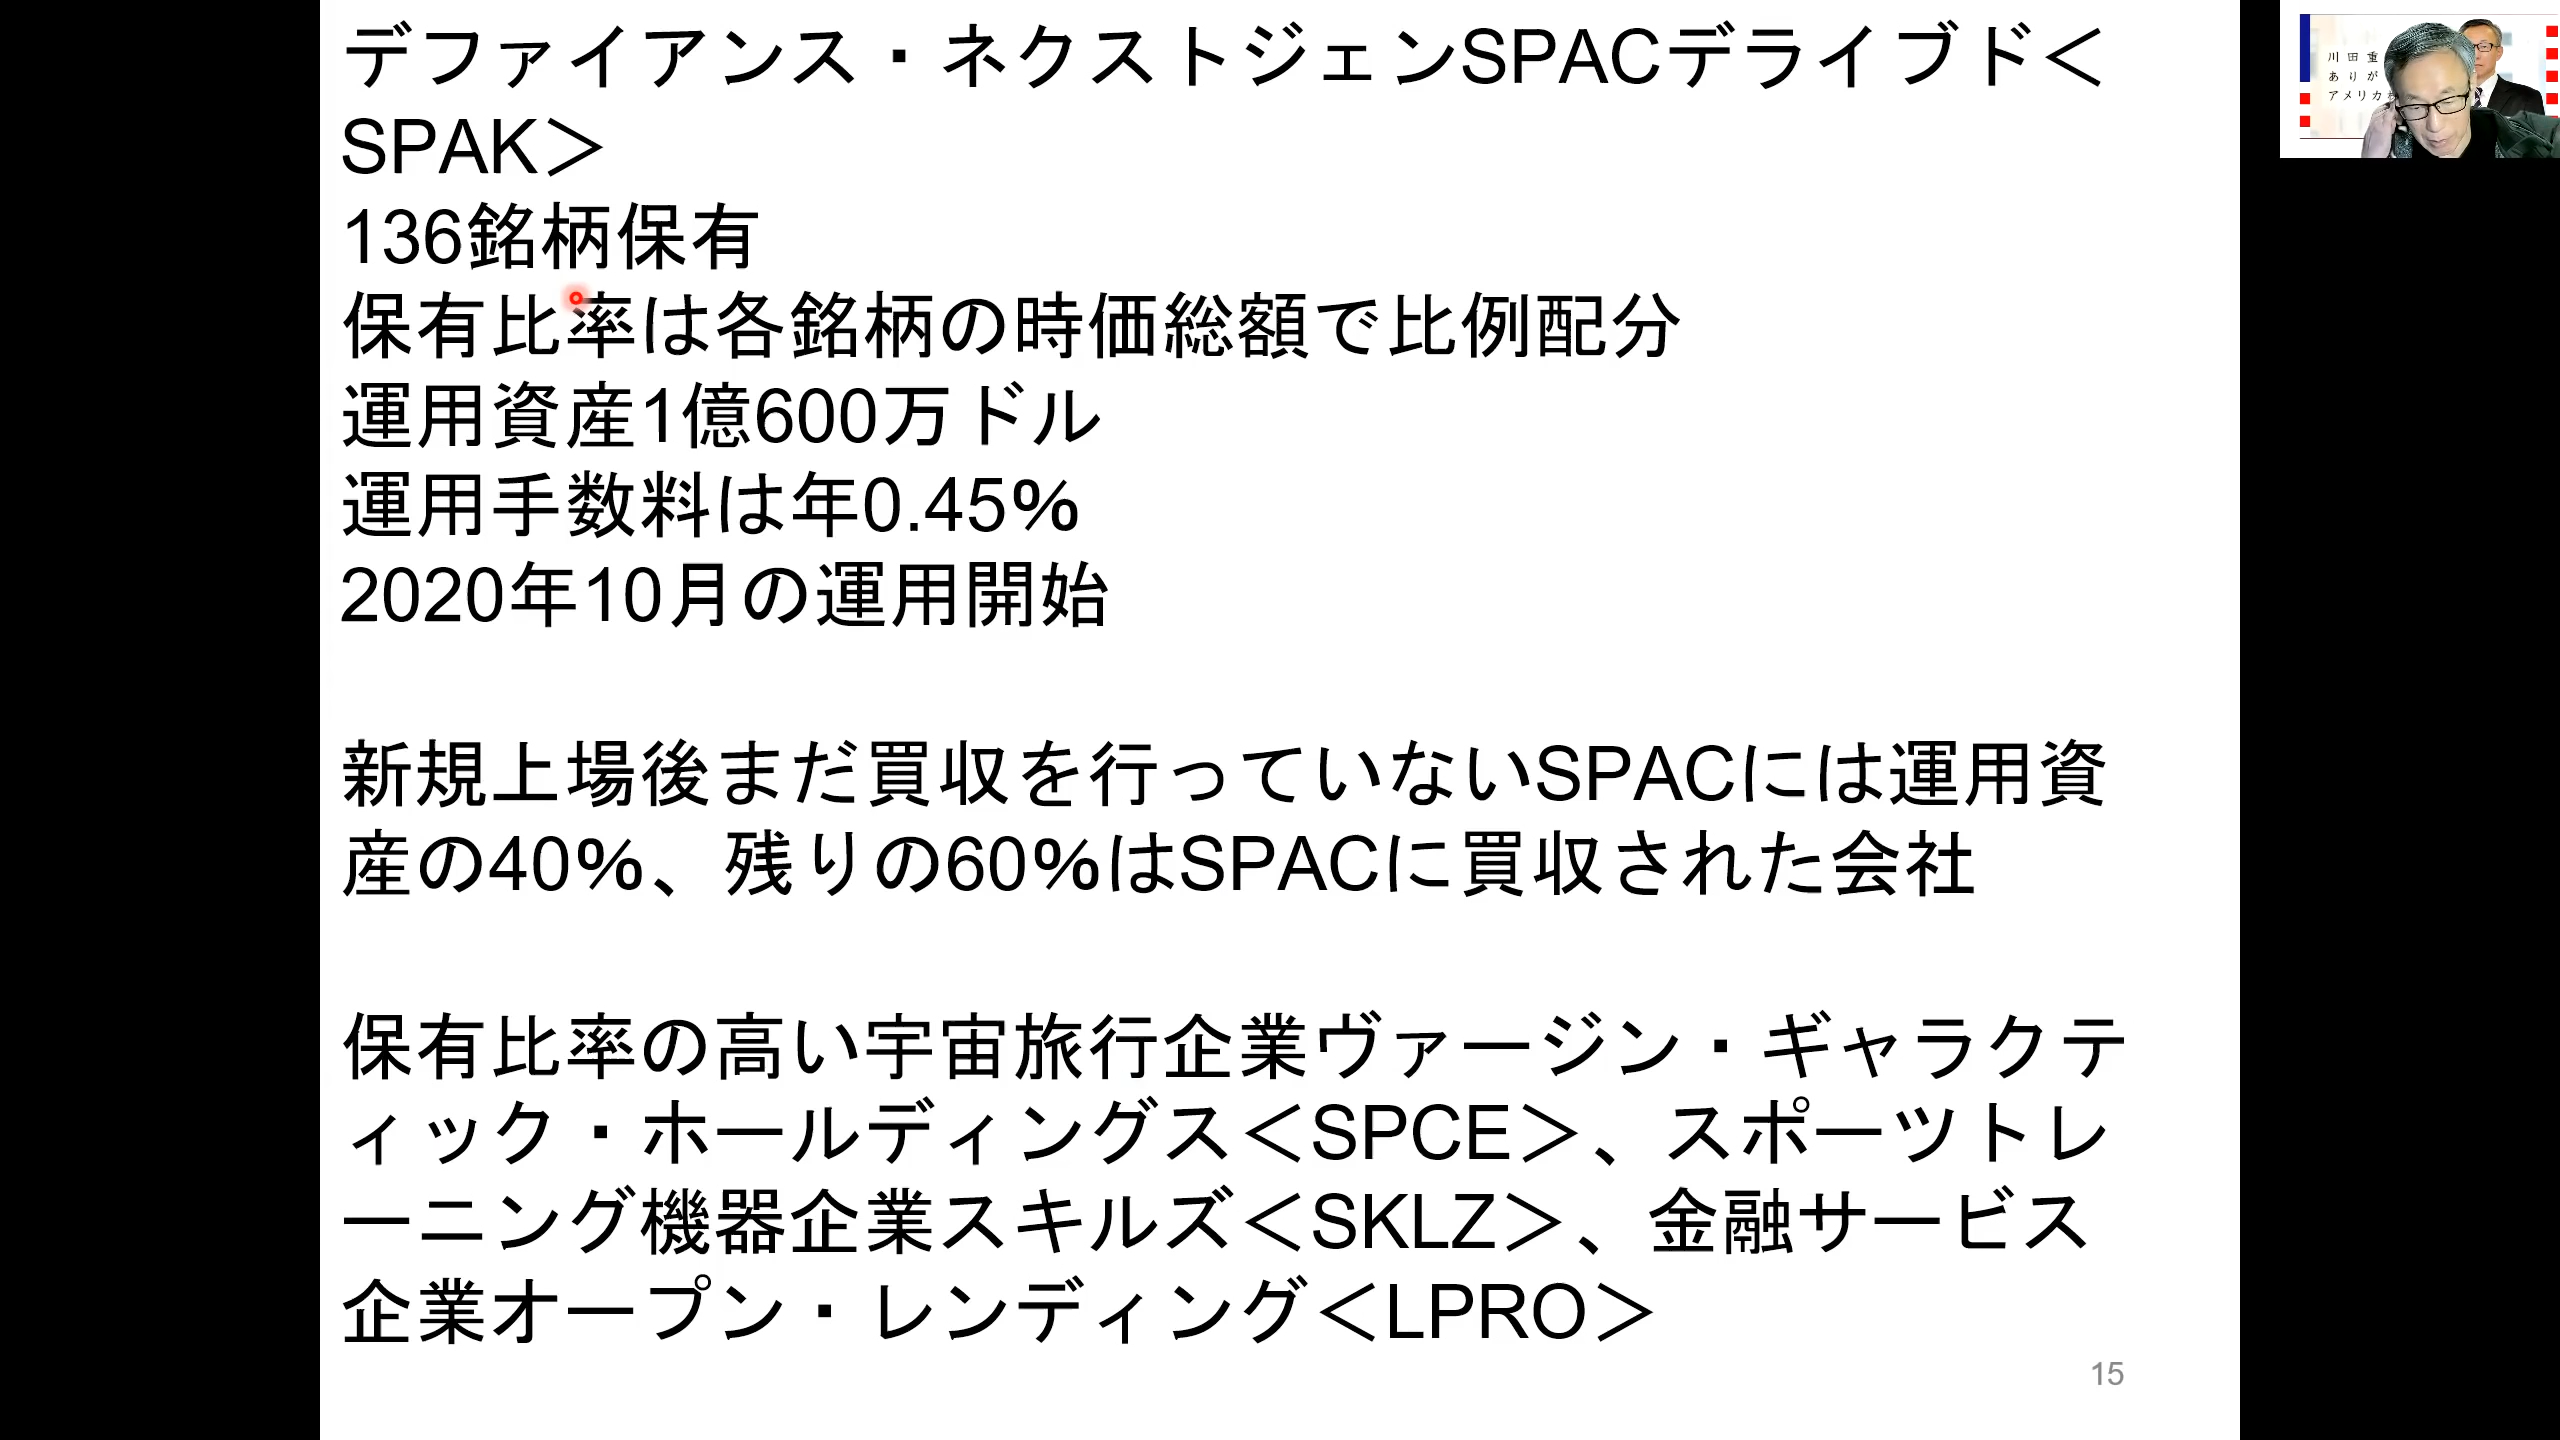 デファイアンス・ネクストジェンSPACデライブド＜
SPAK＞
136銘柄保有
保有比率は各銘柄の時価総額で比例配分
運用資産1億600万ドル
運用手数料は年0.45%
2020年10月の運用開始
新規上場後まだ買収を行っていないSPACには運用資
産の40%、残りの60%はSPACに買収された会社
保有比率の高い宇宙旅行企業ヴァージン・ギャラクテ
ィック・ホールディングス＜SPCE＞、スポーツトレ
ーニング機器企業スキルズ＜SKLZ＞、金融サービス
企業オープン・レンディング＜LPRO＞
15
川田重
ありが
アメリカ